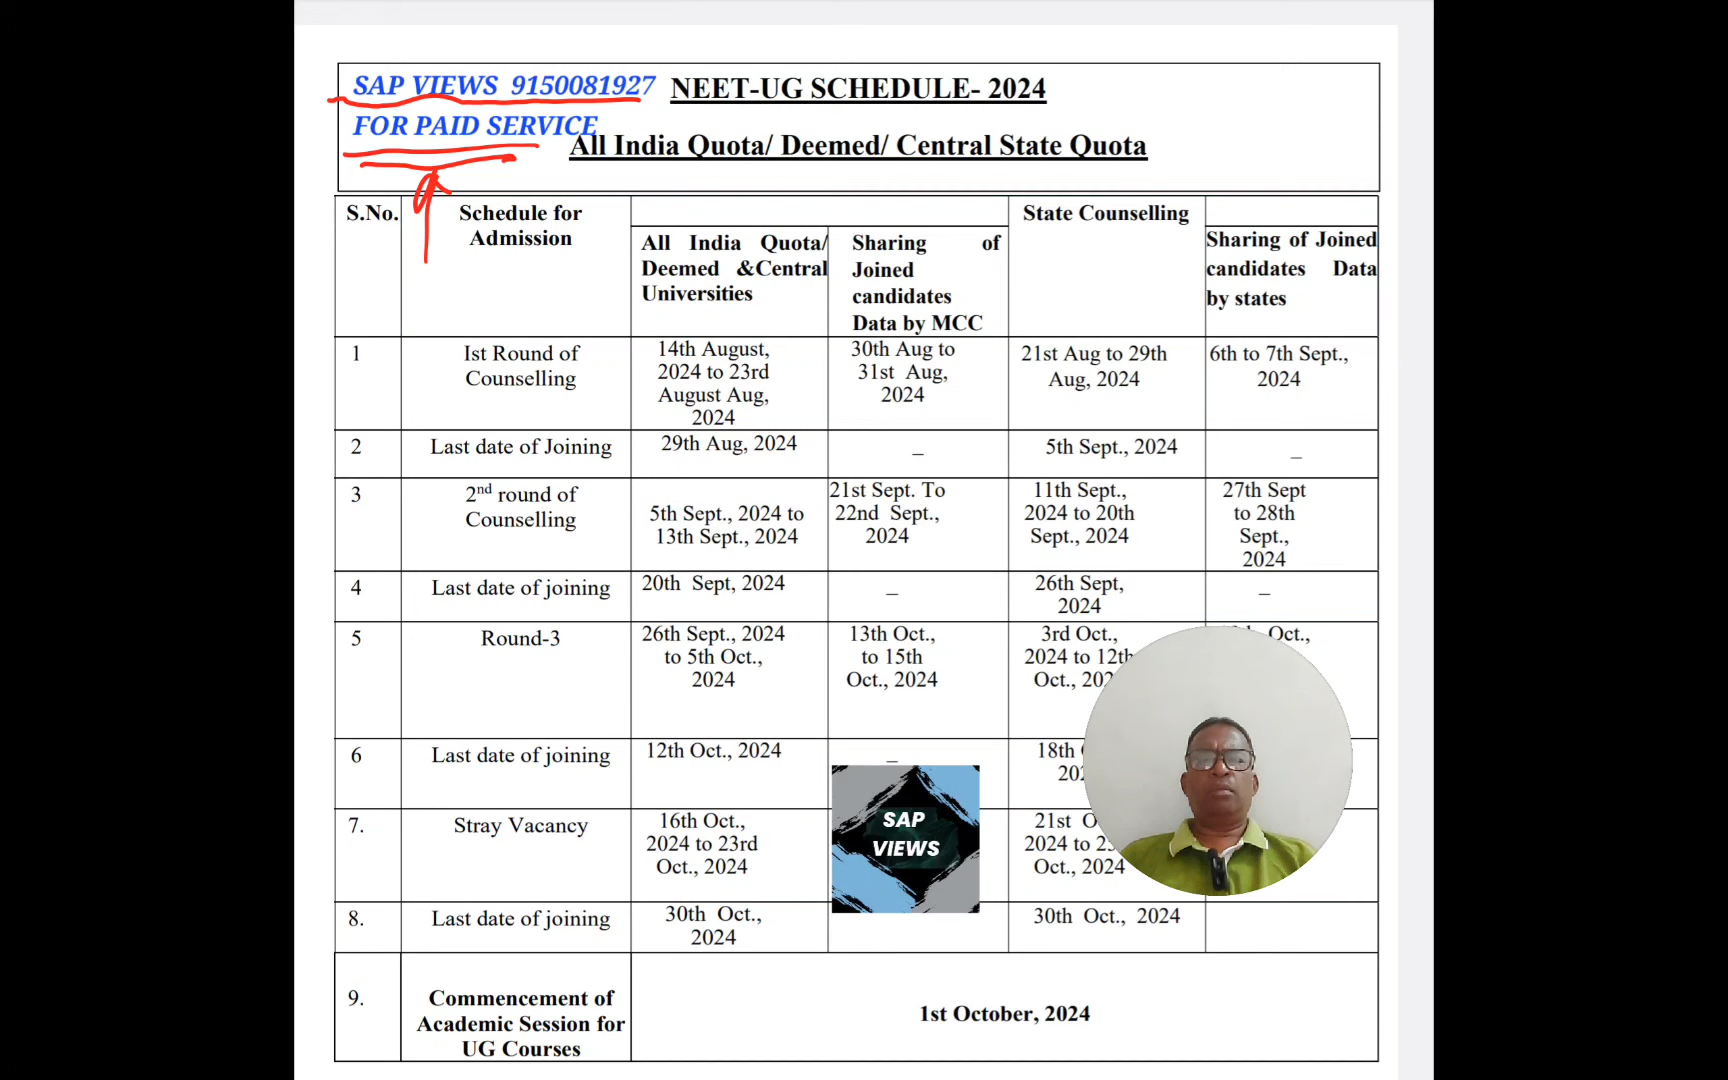 SAP VIEWS 9150081927
NEET-UG SCHEDULE- 2024
FOR PAID SERVICE
All India Quota/ Deemed/ Central State Quota
S.No.
Schedule for
Admission
All India Quota/
Deemed &Central
Universities
Sharing of
Joined
candidates
Data by MCC
State Counselling
Sharing of Joined
candidates Data
by states
1
Ist Round of
Counselling
14th August,
2024 to 23rd
August Aug,
2024
30th Aug to
31st Aug,
2024
21st Aug to 29th
Aug, 2024
6th to 7th Sept.,
2024
2
Last date of Joining
29th Aug, 2024
–
5th Sept., 2024
–
3
2nd round of
Counselling
5th Sept., 2024 to
13th Sept., 2024
21st Sept. To
22nd Sept.,
2024
11th Sept.,
2024 to 20th
Sept., 2024
27th Sept
to 28th
Sept.,
2024
4
Last date of joining
20th Sept, 2024
–
26th Sept,
2024
–
5
Round-3
26th Sept., 2024
to 5th Oct.,
2024
13th Oct.,
to 15th
Oct., 2024
3rd Oct.,
2024 to 12th
Oct.,
Oct.,
6
Last date of joining
12th Oct., 2024
–
18th
7.
Stray Vacancy
16th Oct.,
2024 to 23rd
Oct., 2024
SAP
VIEWS
21st
2024 to
Oct., 2024
8.
Last date of joining
30th Oct.,
2024
30th Oct., 2024
9.
Commencement of
Academic Session for
UG Courses
1st October, 2024